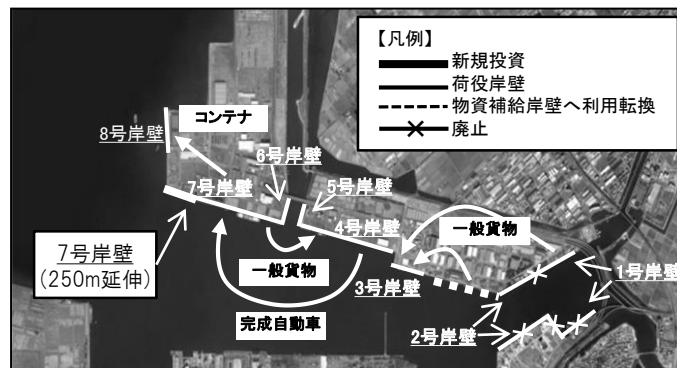 【凡例】
新規投資
荷役岸壁
物資補給岸壁へ利用転換
廃止
コンテナ
8号岸壁
6号岸壁
7号岸壁
5号岸壁
4号岸壁
一般貨物
7号岸壁
(250m延伸)
一般貨物
3号岸壁
1号岸壁
完成自動車
2号岸壁